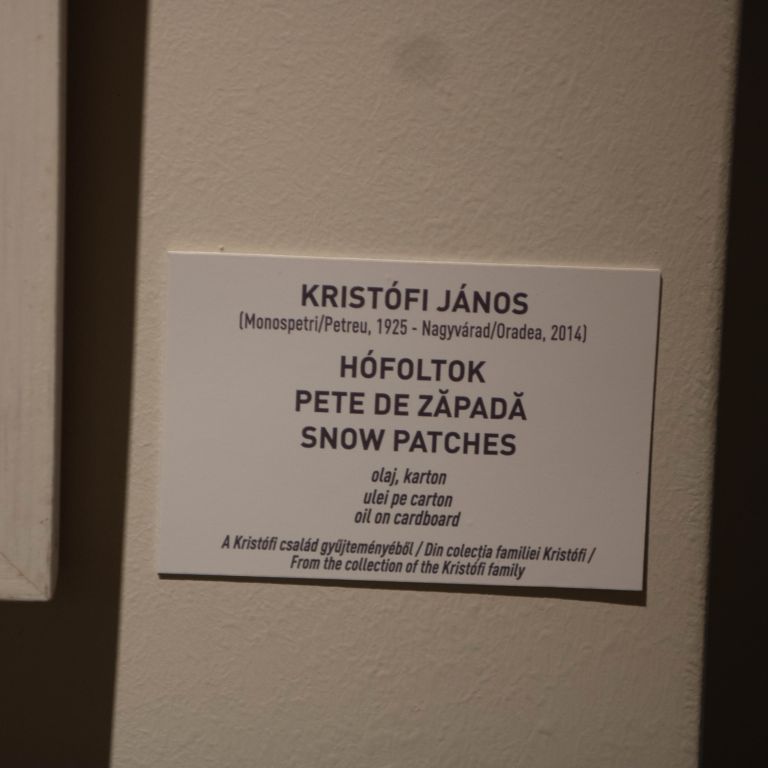 KRISTÓFI JÁNOS
(Monospetri/Petreu, 1925 - Nagyvárad/Oradea, 2014)
HÓFOLTOK
PETE DE ZĂPADĂ
SNOW PATCHES
olaj, karton
ulei pe carton
oil on cardboard
A Kristófi család gyűjteményéből / Din colecția familiei Kristófi /
From the collection of the Kristófi family